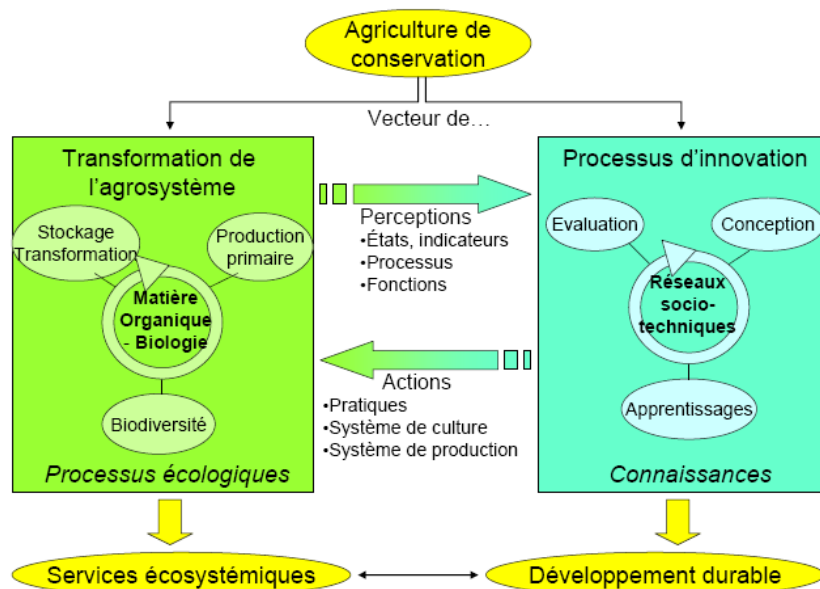 Agriculture de
conservation
Vecteur de…
Transformation de
l'agrosystème
Stockage
Transformation
Production
primaire
Matière
Organique
- Biologie
Biodiversité
Processus écologiques
Perceptions
•États, indicateurs
•Processus
•Fonctions
Actions
•Pratiques
•Système de culture
•Système de production
Processus d'innovation
Evaluation
Conception
Réseaux
socio-
techniques
Apprentissages
Connaissances
Services écosystémiques
Développement durable